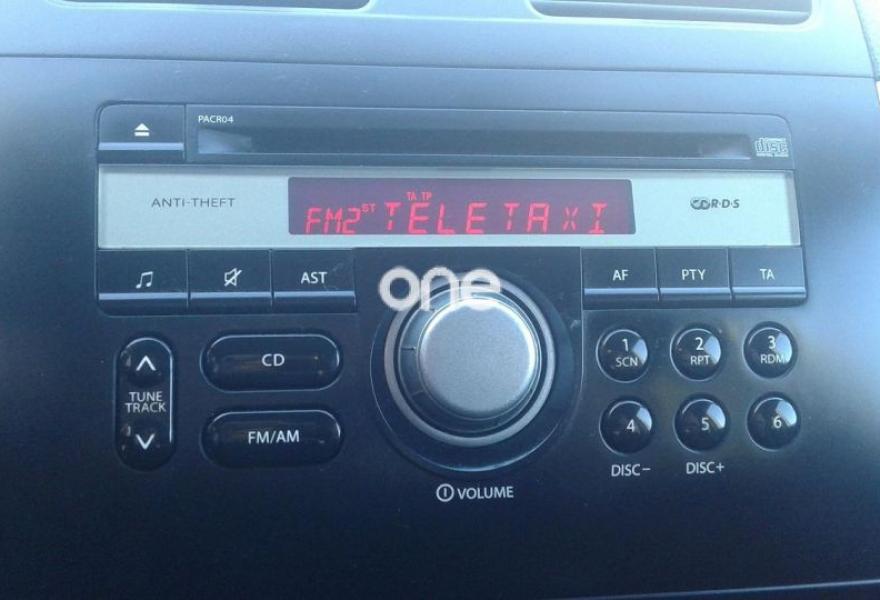 PACR04
disc
ANTI-THEFT
TA TP
FM2 ST TELETAXI
R·D·S
AST
one
AF
PTY
TA
CD
1
SCN
2
RPT
3
RDM
TUNE
TRACK
FM/AM
4
5
6
DISC−
DISC+
VOLUME